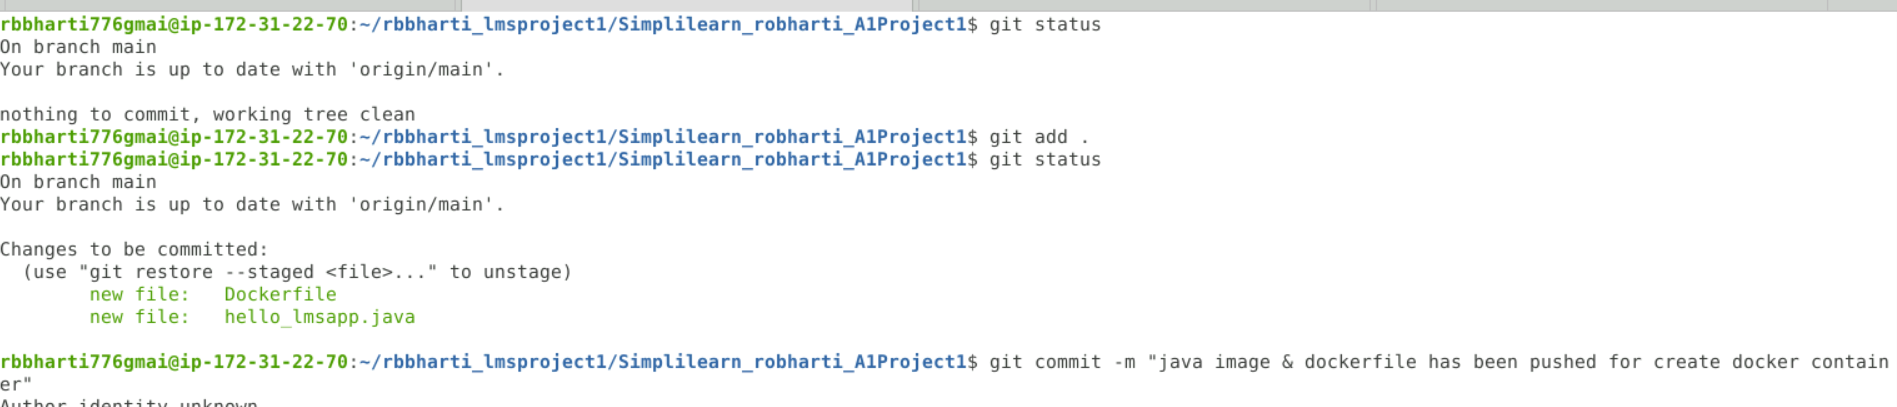 rbbharti776gmai@ip-172-31-22-70:~/rbbharti_lmsproject1/Simplilearn_robharti_A1Project1$ git status
On branch main
Your branch is up to date with 'origin/main'.
nothing to commit, working tree clean
rbbharti776gmai@ip-172-31-22-70:~/rbbharti_lmsproject1/Simplilearn_robharti_A1Project1$ git add .
rbbharti776gmai@ip-172-31-22-70:~/rbbharti_lmsproject1/Simplilearn_robharti_A1Project1$ git status
On branch main
Your branch is up to date with 'origin/main'.
Changes to be committed:
(use "git restore --staged <file>..." to unstage)
new file: Dockerfile
new file: hello_lmsapp.java
rbbharti776gmai@ip-172-31-22-70:~/rbbharti_lmsproject1/Simplilearn_robharti_A1Project1$ git commit -m "java image & dockerfile has been pushed for create docker contain
er"
Author identity unknown